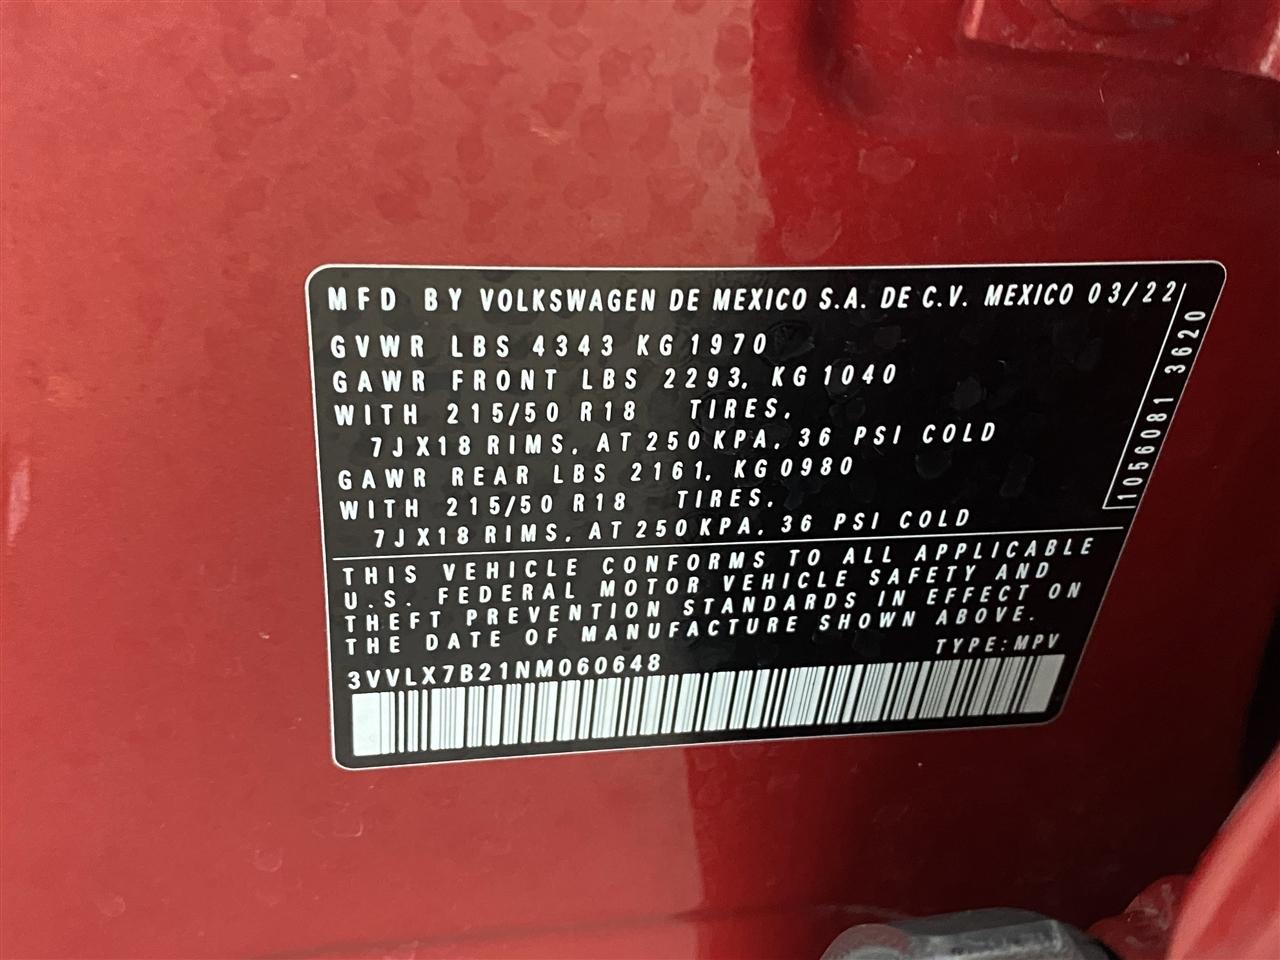 MFD BY VOLKSWAGEN DE MEXICO S.A. DE C.V. MEXICO 03/22
GVWR LBS 4343 KG 1970
GAWR FRONT LBS 2293, KG 1040
WITH 215/50 R18 TIRES,
7JX18 RIMS, AT 250 KPA, 36 PSI COLD
GAWR REAR LBS 2161, KG 0980
WITH 215/50 R18 TIRES,
7JX18 RIMS, AT 250 KPA, 36 PSI COLD
1056081 3620
THIS VEHICLE CONFORMS TO ALL APPLICABLE
U.S. FEDERAL MOTOR VEHICLE SAFETY AND
THEFT PREVENTION STANDARDS IN EFFECT ON
THE DATE OF MANUFACTURE SHOWN ABOVE.
TYPE: MPV
3VVLX7B21NM060648